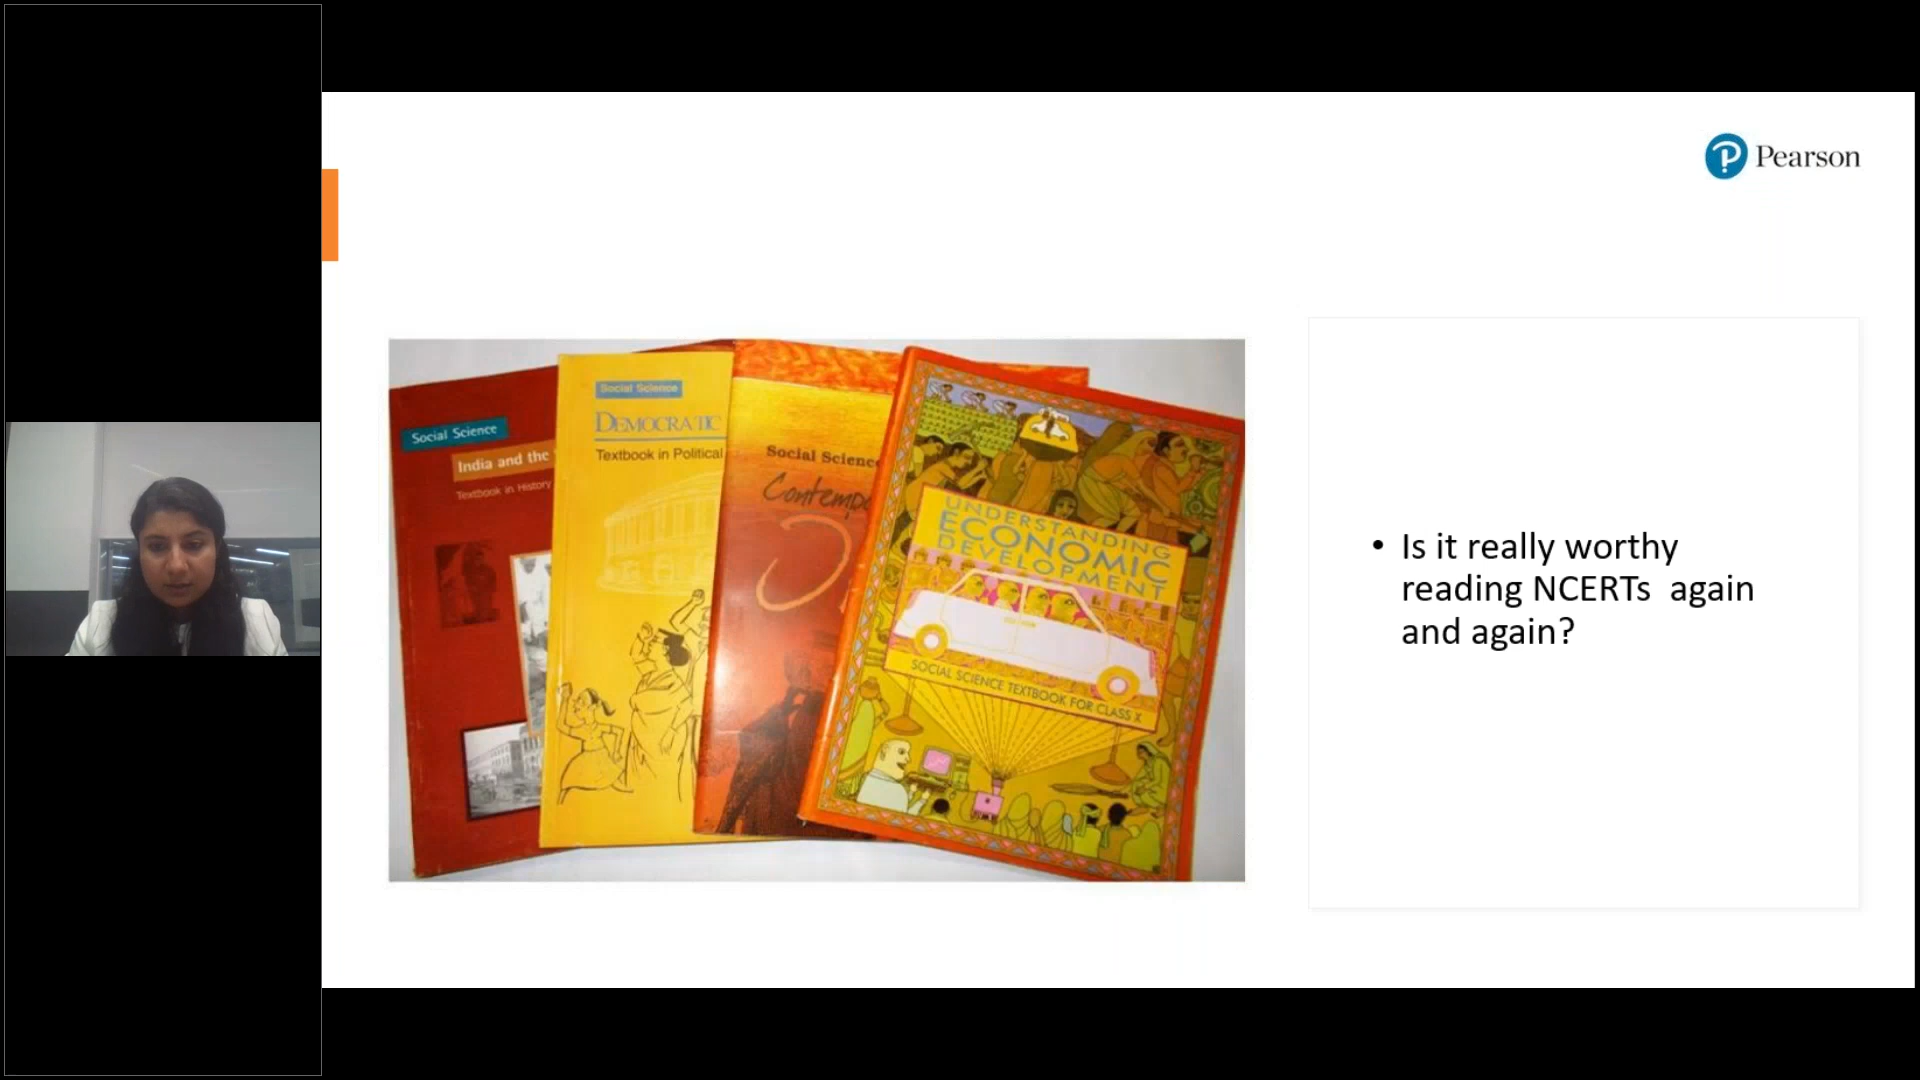 Pearson
Social Science
India and the
Textbook in History
Social Science
DEMOCRATIC
Textbook in Political
Social Science
Contempo
UNDERSTANDING
ECONOMIC
DEVELOPMENT
SOCIAL SCIENCE TEXTBOOK FOR CLASS X
• Is it really worthy
reading NCERTs  again
and again?